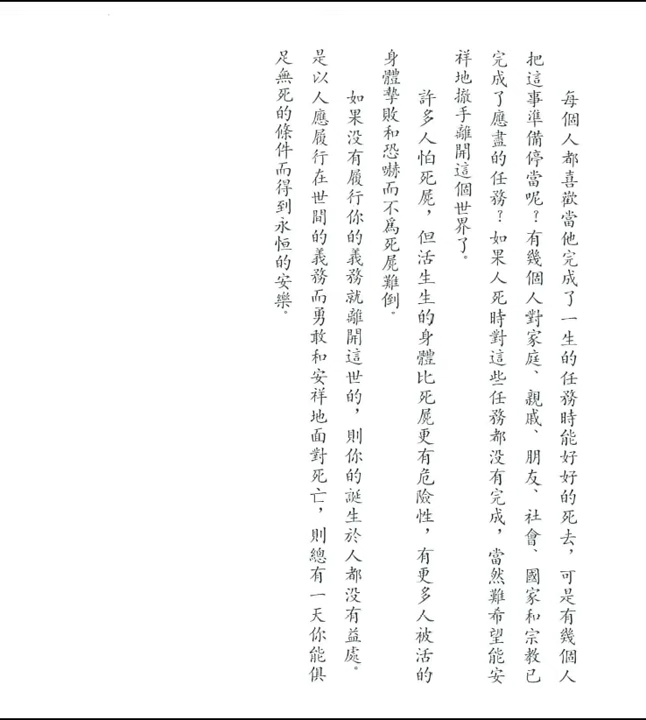 每個人都喜歡當他完成了一生的任務時能好好的死去，可是有幾個人
把這事準備停當呢？有幾個人對家庭、親戚、朋友、社會、國家和宗教已
完成了應盡的任務？如果人死時對這些任務都没有完成，當然難希望能安
祥地撤手離開這個世界了。
許多人怕死屍，但活生生的身體比死屍更有危險性，有更多人被活的
身體摯敗和恐嚇而不爲死屍難倒。
如果没有履行你的義務就離開這世的，則你的誕生於人都没有益處。
是以人應履行在世間的義務而勇敢和安祥地面對死亡，則總有一天你能俱
足無死的條件而得到永恒的安樂。